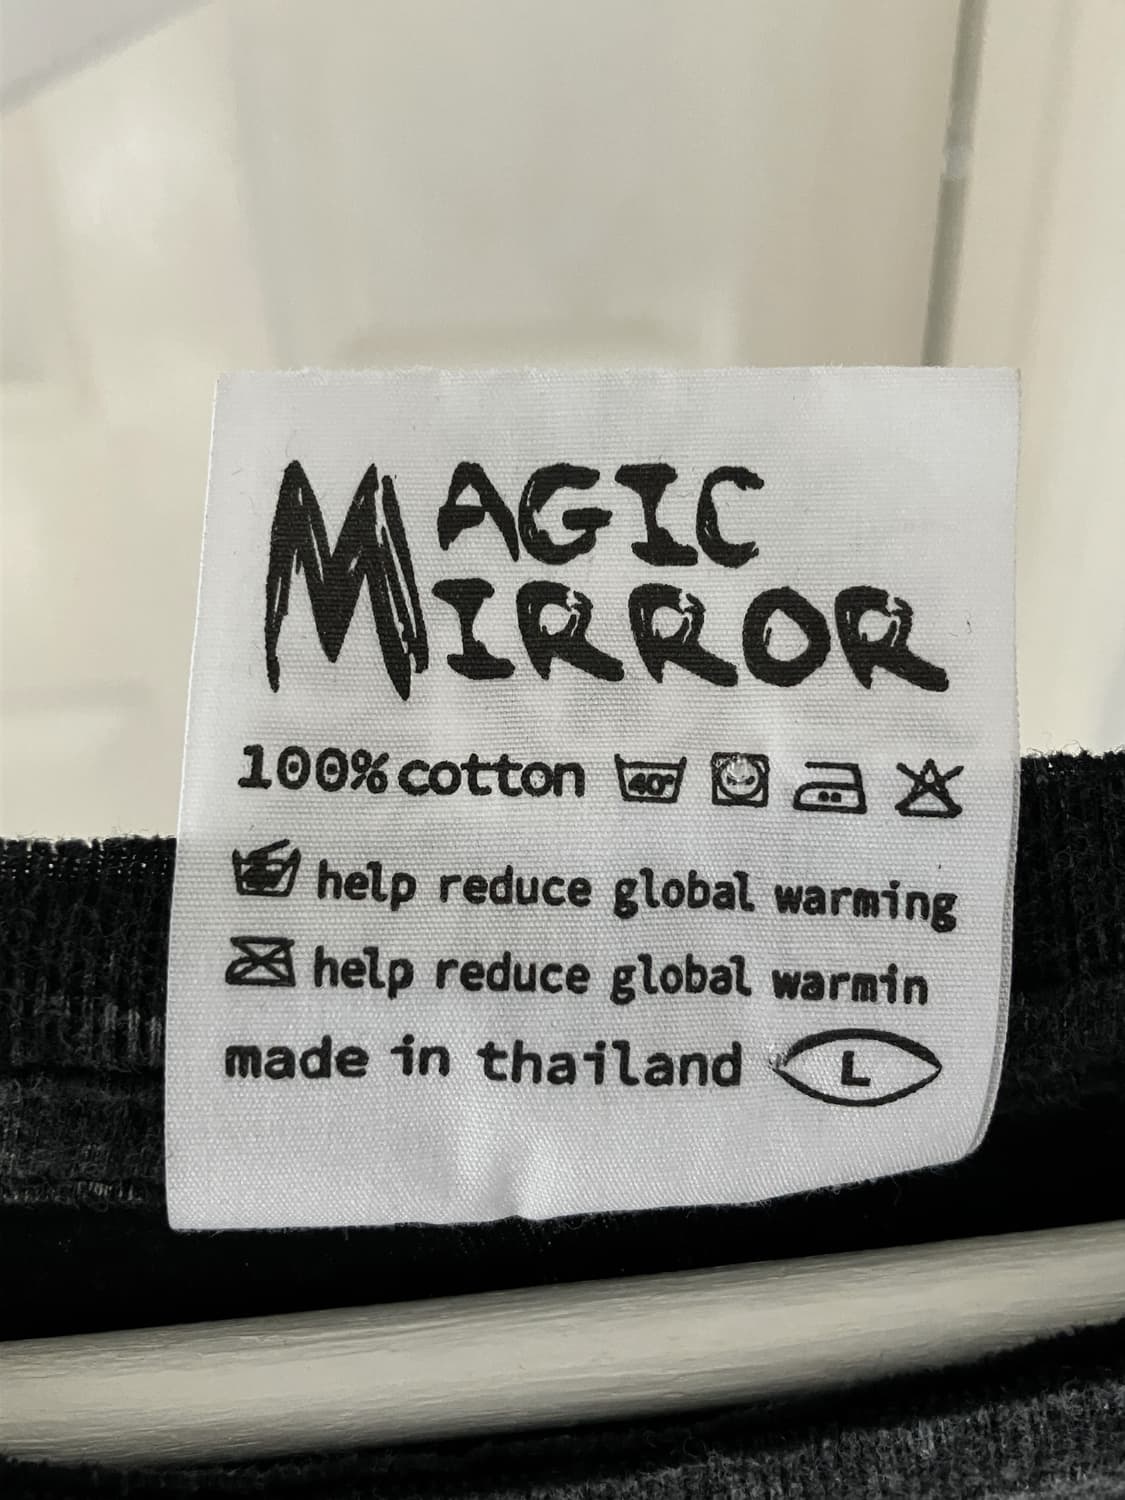 MAGIC
MIRROR
100% cotton 40°
help reduce global warming
help reduce global warmin
made in thailand L